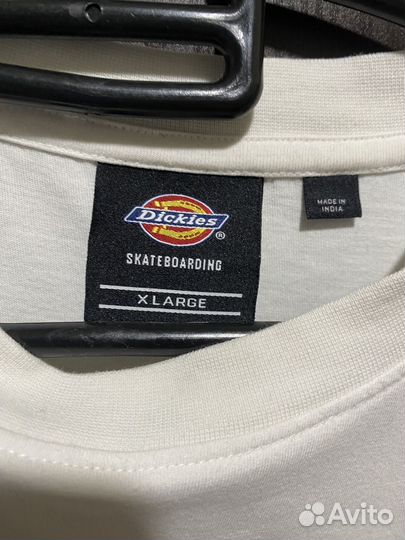 Dickies ®
SKATEBOARDING
XLARGE
MADE IN
INDIA
Avito